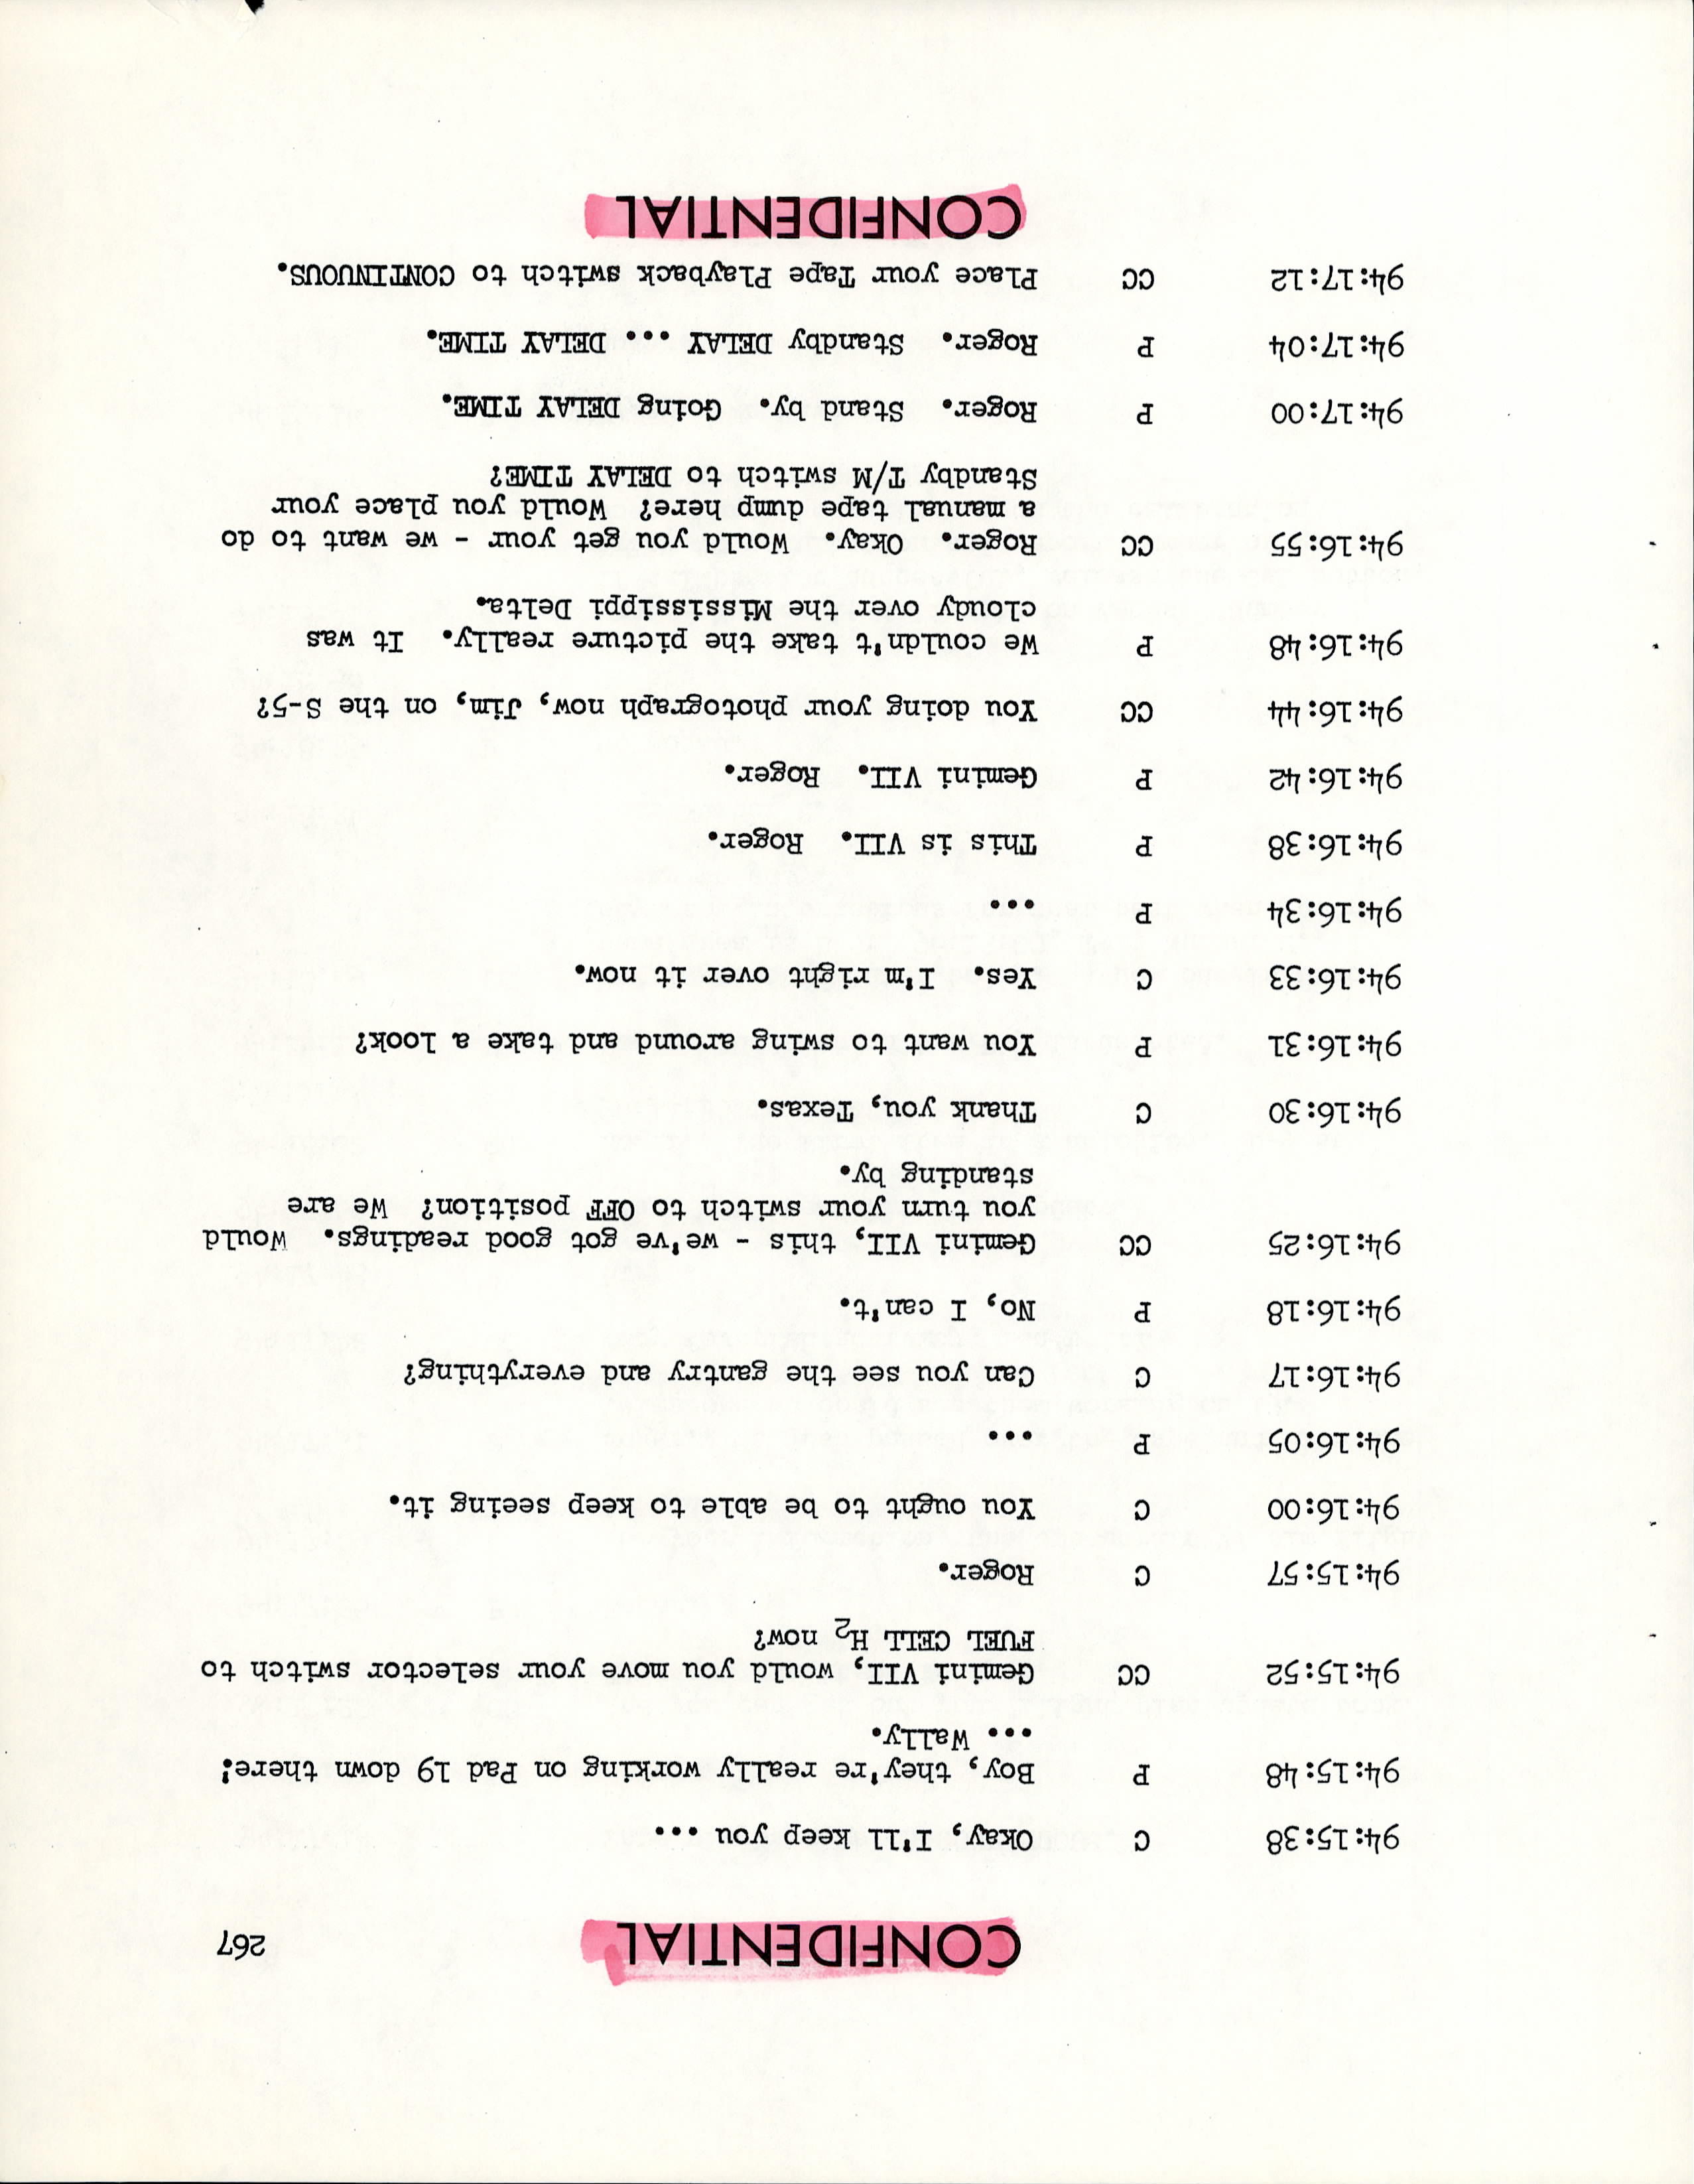 CONFIDENTIAL
267
94:15:38 C Okay, I'll keep you ...
94:15:48 P Boy, they're really working on Pad 19 down there!
... Wally.
94:15:52 CC Gemini VII, would you move your selector switch to
FUEL CELL H2 now?
94:15:57 C Roger.
94:16:00 C You ought to be able to keep seeing it.
94:16:05 P ...
94:16:17 C Can you see the gantry and everything?
94:16:18 P No, I can't.
94:16:25 CC Gemini VII, this - we've got good readings. Would
you turn your switch to OFF position? We are
standing by.
94:16:30 C Thank you, Texas.
94:16:31 P You want to swing around and take a look?
94:16:33 C Yes. I'm right over it now.
94:16:34 P ...
94:16:38 P This is VII. Roger.
94:16:42 P Gemini VII. Roger.
94:16:44 CC You doing your photograph now, Jim, on the S-5?
94:16:48 P We couldn't take the picture really. It was
cloudy over the Mississippi Delta.
94:16:55 CC Roger. Okay. Would you get your - we want to do
a manual tape dump here? Would you place your
Standby T/M switch to DELAY TIME?
94:17:00 P Roger. Stand by. Going DELAY TIME.
94:17:04 P Roger. Standby DELAY ... DELAY TIME.
94:17:12 CC Place your Tape Playback switch to CONTINUOUS.
CONFIDENTIAL